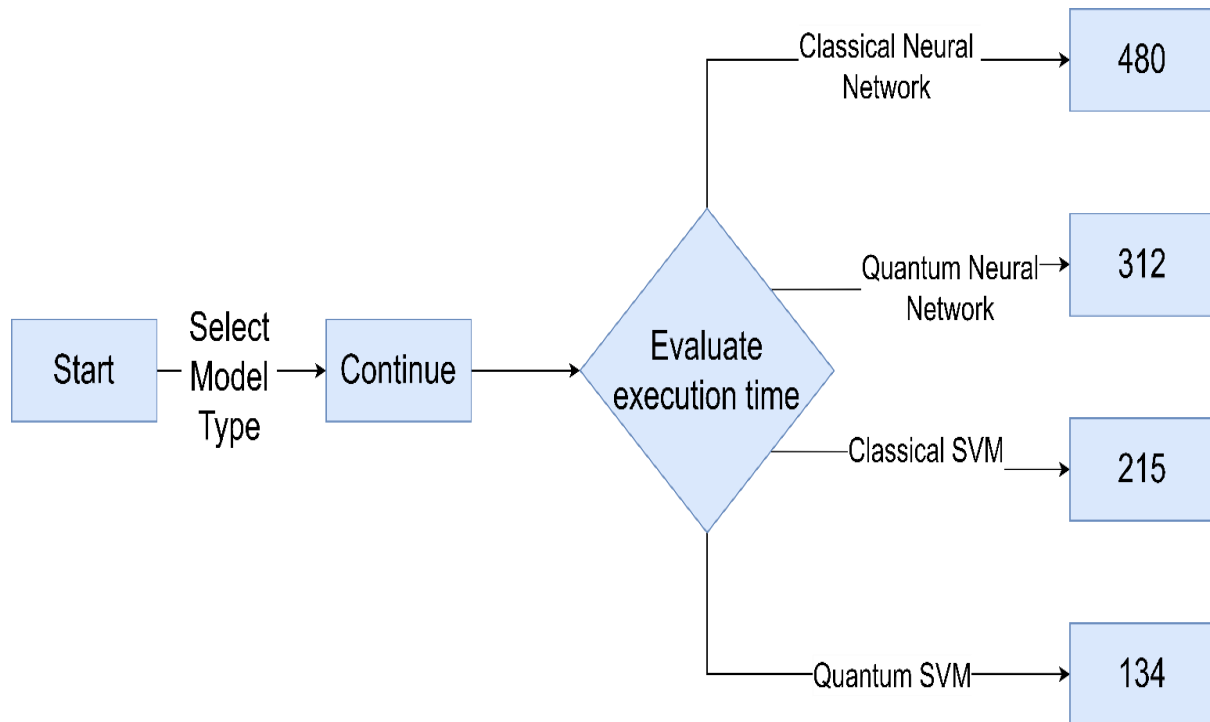 Start
Select
Model
Type
Continue
Evaluate
execution time
Classical Neural
Network
480
Quantum Neural
Network
312
Classical SVM
215
Quantum SVM
134